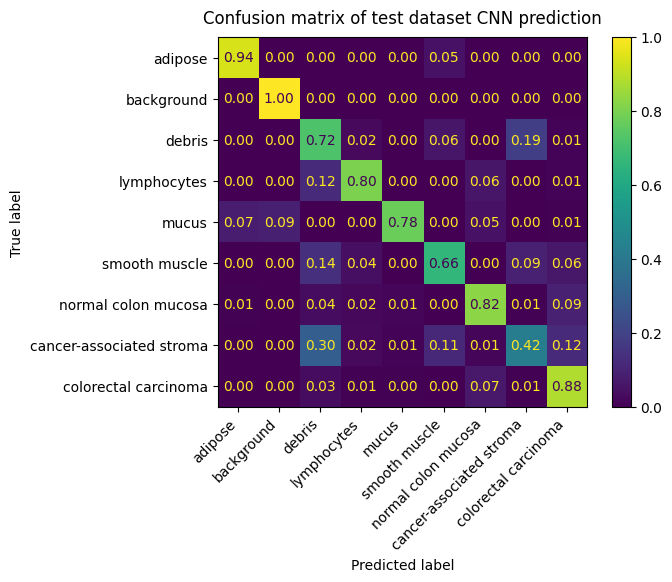 Confusion matrix of test dataset CNN prediction
True label
adipose 0.94 0.00 0.00 0.00 0.00 0.05 0.00 0.00 0.00
background 0.00 1.00 0.00 0.00 0.00 0.00 0.00 0.00 0.00
debris 0.00 0.00 0.72 0.02 0.00 0.06 0.00 0.19 0.01
lymphocytes 0.00 0.00 0.12 0.80 0.00 0.00 0.06 0.00 0.01
mucus 0.07 0.09 0.00 0.00 0.78 0.00 0.05 0.00 0.01
smooth muscle 0.00 0.00 0.14 0.04 0.00 0.66 0.00 0.09 0.06
normal colon mucosa 0.01 0.00 0.04 0.02 0.01 0.00 0.82 0.01 0.09
cancer-associated stroma 0.00 0.00 0.30 0.02 0.01 0.11 0.01 0.42 0.12
colorectal carcinoma 0.00 0.00 0.03 0.01 0.00 0.00 0.07 0.01 0.88
adipose
background
debris
lymphocytes
mucus
smooth muscle
normal colon mucosa
cancer-associated stroma
colorectal carcinoma
Predicted label
1.0
0.8
0.6
0.4
0.2
0.0